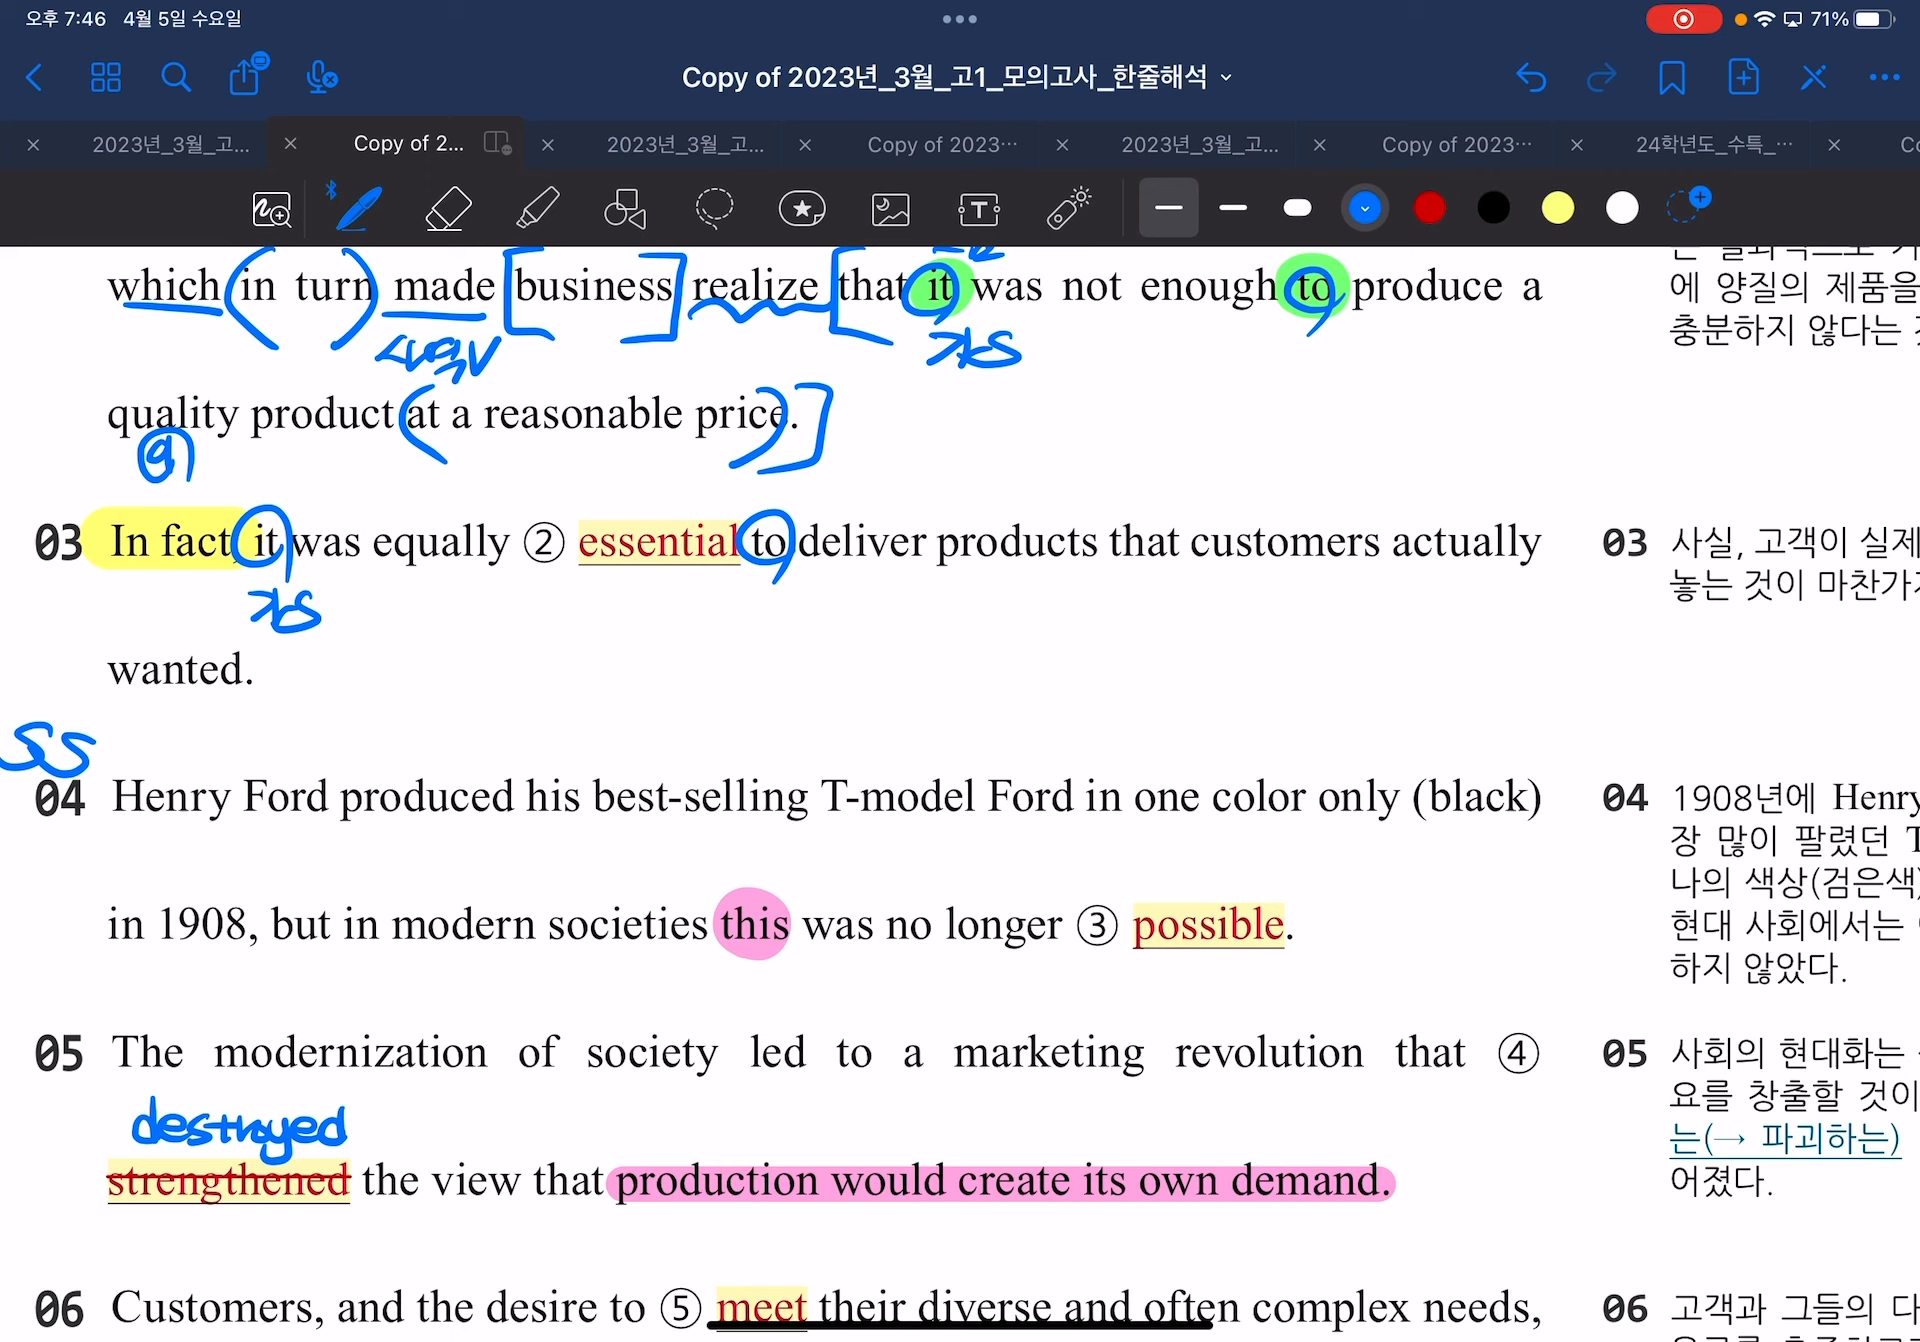 오후 7:46 4월 5일 수요일
71%
Copy of 2023년_3월_고1_모의고사_한줄해석
2023년_3월_고...
Copy of 2...
2023년_3월_고...
Copy of 2023...
2023년_3월_고...
Copy of 2023...
24학년도_수특_...
which in turn made business realize that it was not enough to produce a
에 양질의 제품을
충분하지 않다는
quality product at a reasonable price.
03 In fact, it was equally ② essential to deliver products that customers actually
wanted.
03 사실, 고객이 실제
놓는 것이 마찬가
SS
04 Henry Ford produced his best-selling T-model Ford in one color only (black)
in 1908, but in modern societies this was no longer ③ possible.
04 1908년에 Henry
장 많이 팔렸던 T
나의 색상(검은색)
현대 사회에서는
하지 않았다.
05 The modernization of society led to a marketing revolution that ④
destroyed
strengthened the view that production would create its own demand.
05 사회의 현대화는
요를 창출할 것이
는(→ 파괴하는)
어졌다.
06 Customers, and the desire to ⑤ meet their diverse and often complex needs,
06 고객과 그들의 다